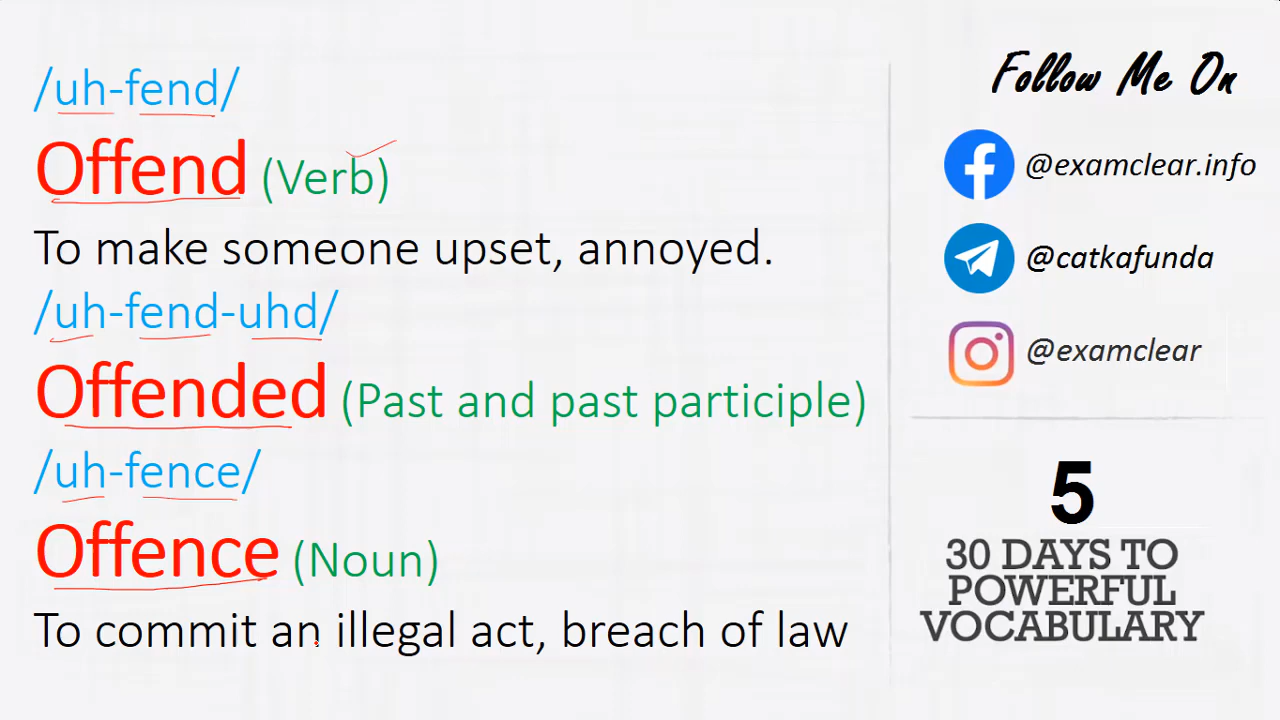 /uh-fend/
Offend (Verb)
To make someone upset, annoyed.
/uh-fend-uhd/
Offended (Past and past participle)
/uh-fence/
Offence (Noun)
To commit an illegal act, breach of law
Follow Me On
@examclear.info
@catkafunda
@examclear
5
30 DAYS TO
POWERFUL
VOCABULARY